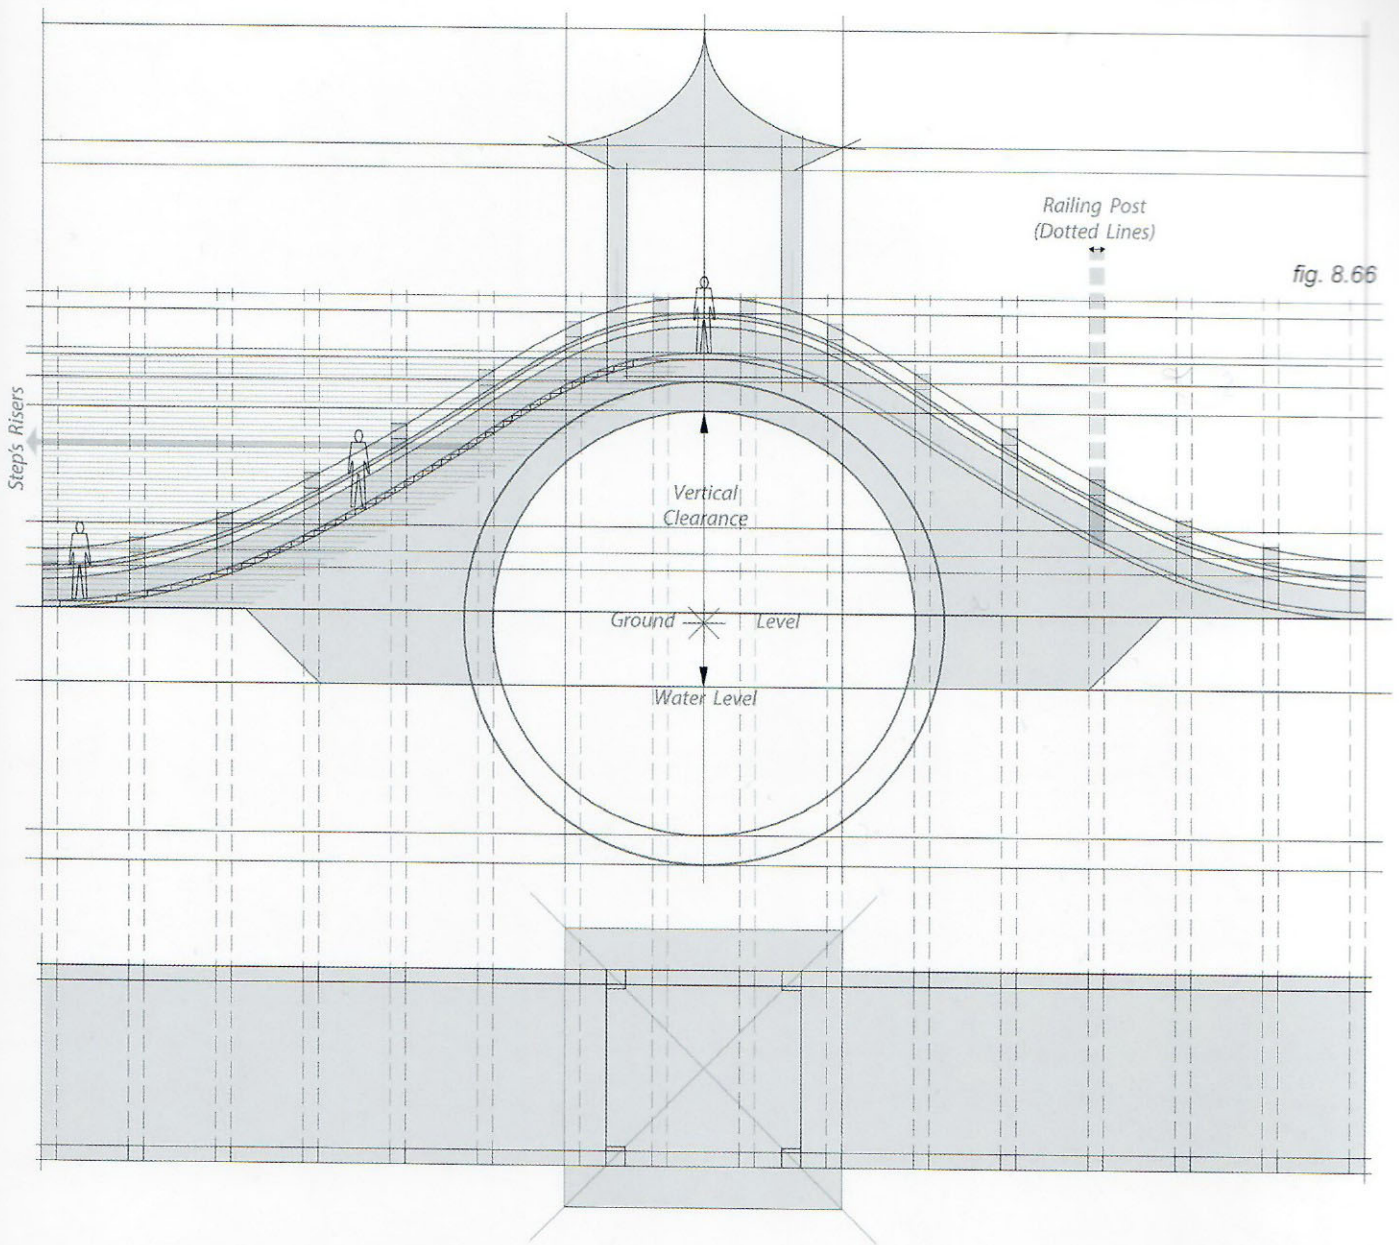 Railing Post
(Dotted Lines)
fig. 8.66
Step's Risers
Vertical
Clearance
Ground Level
Water Level